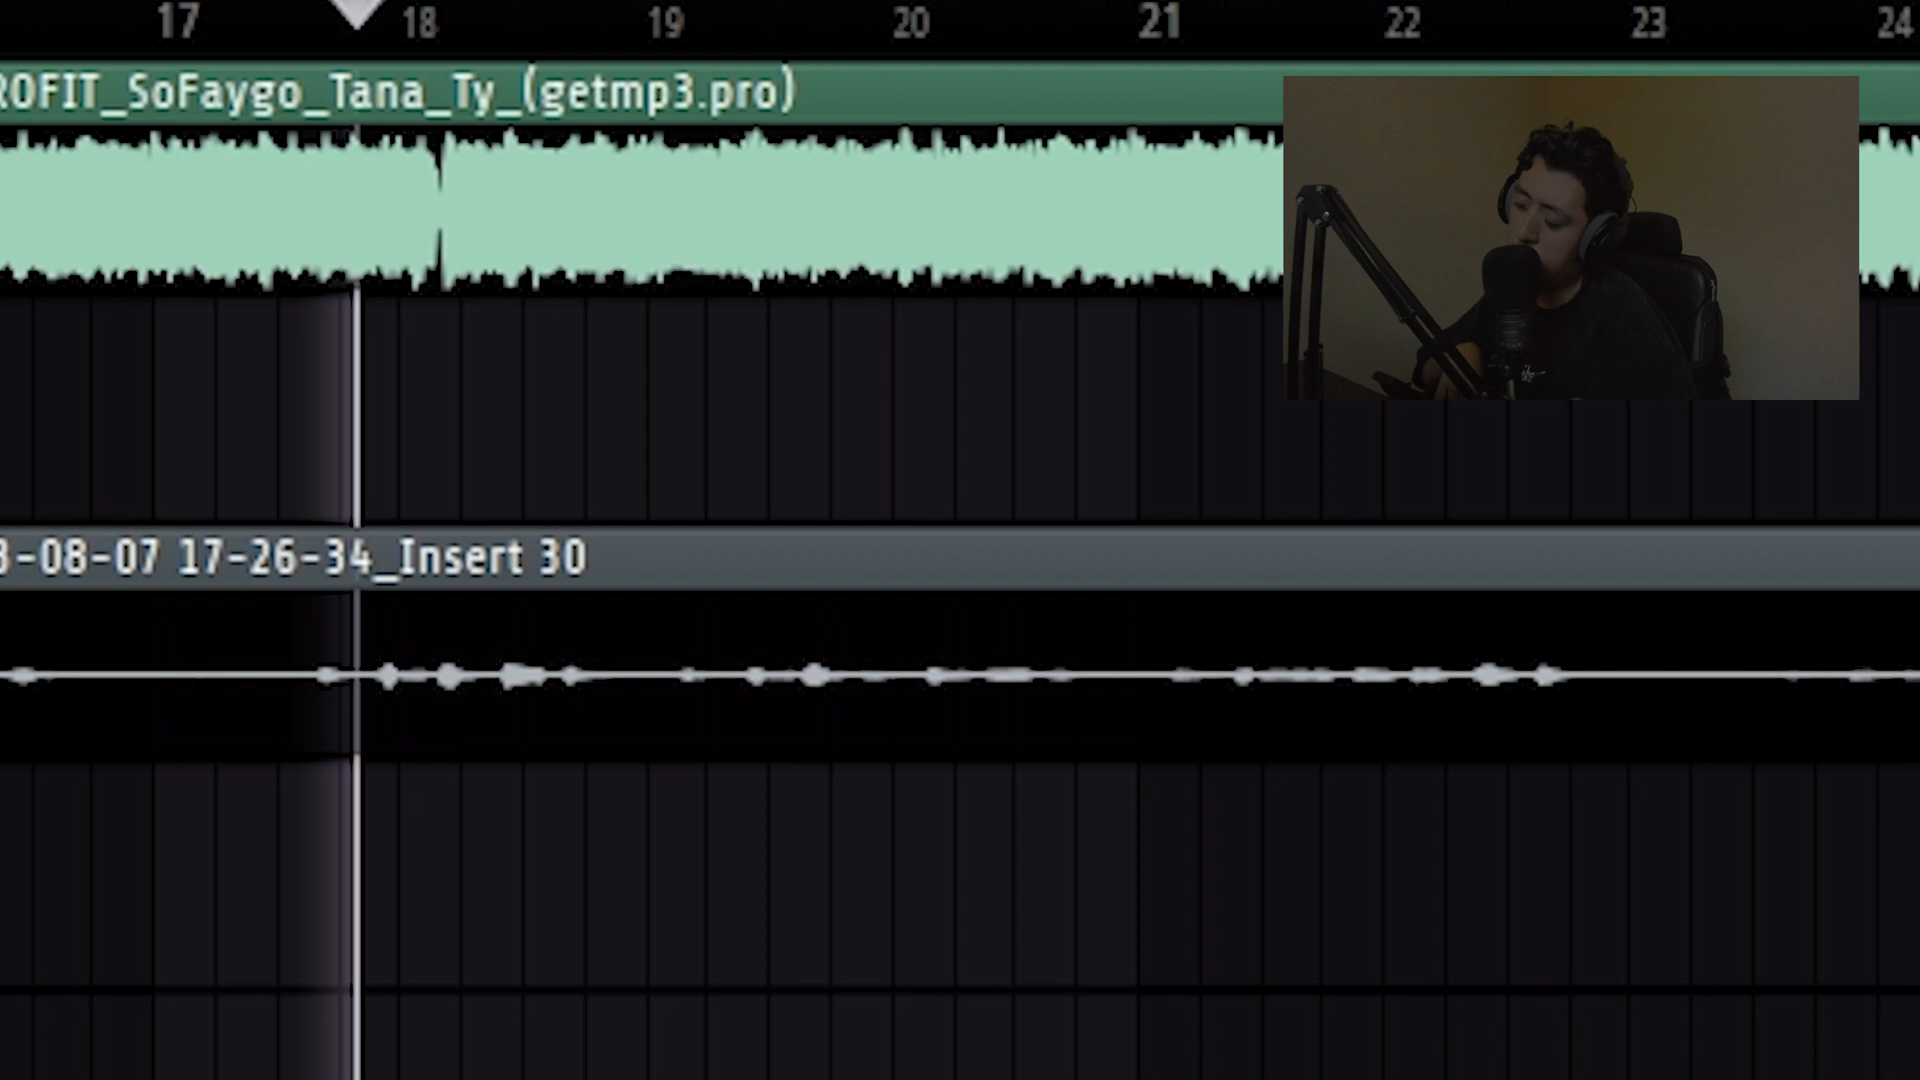 17 18 19 20 21 22 23 24
ROFIT_SoFaygo_Tana_Ty_(getmp3.pro)
3-08-07 17-26-34_Insert 30